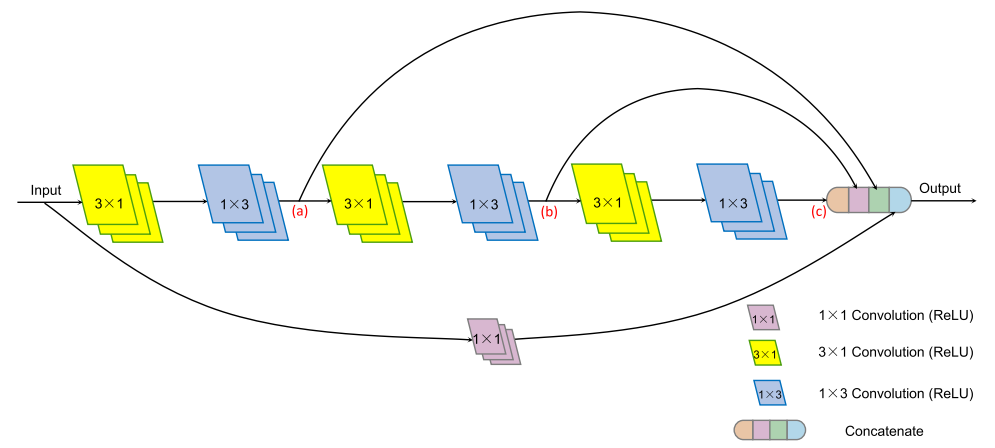 Input
3×1
1×3
(a)
3×1
1×3
(b)
3×1
1×3
(c)
Output
1×1
1×1 1×1 Convolution (ReLU)
3×1 3×1 Convolution (ReLU)
1×3 1×3 Convolution (ReLU)
Concatenate